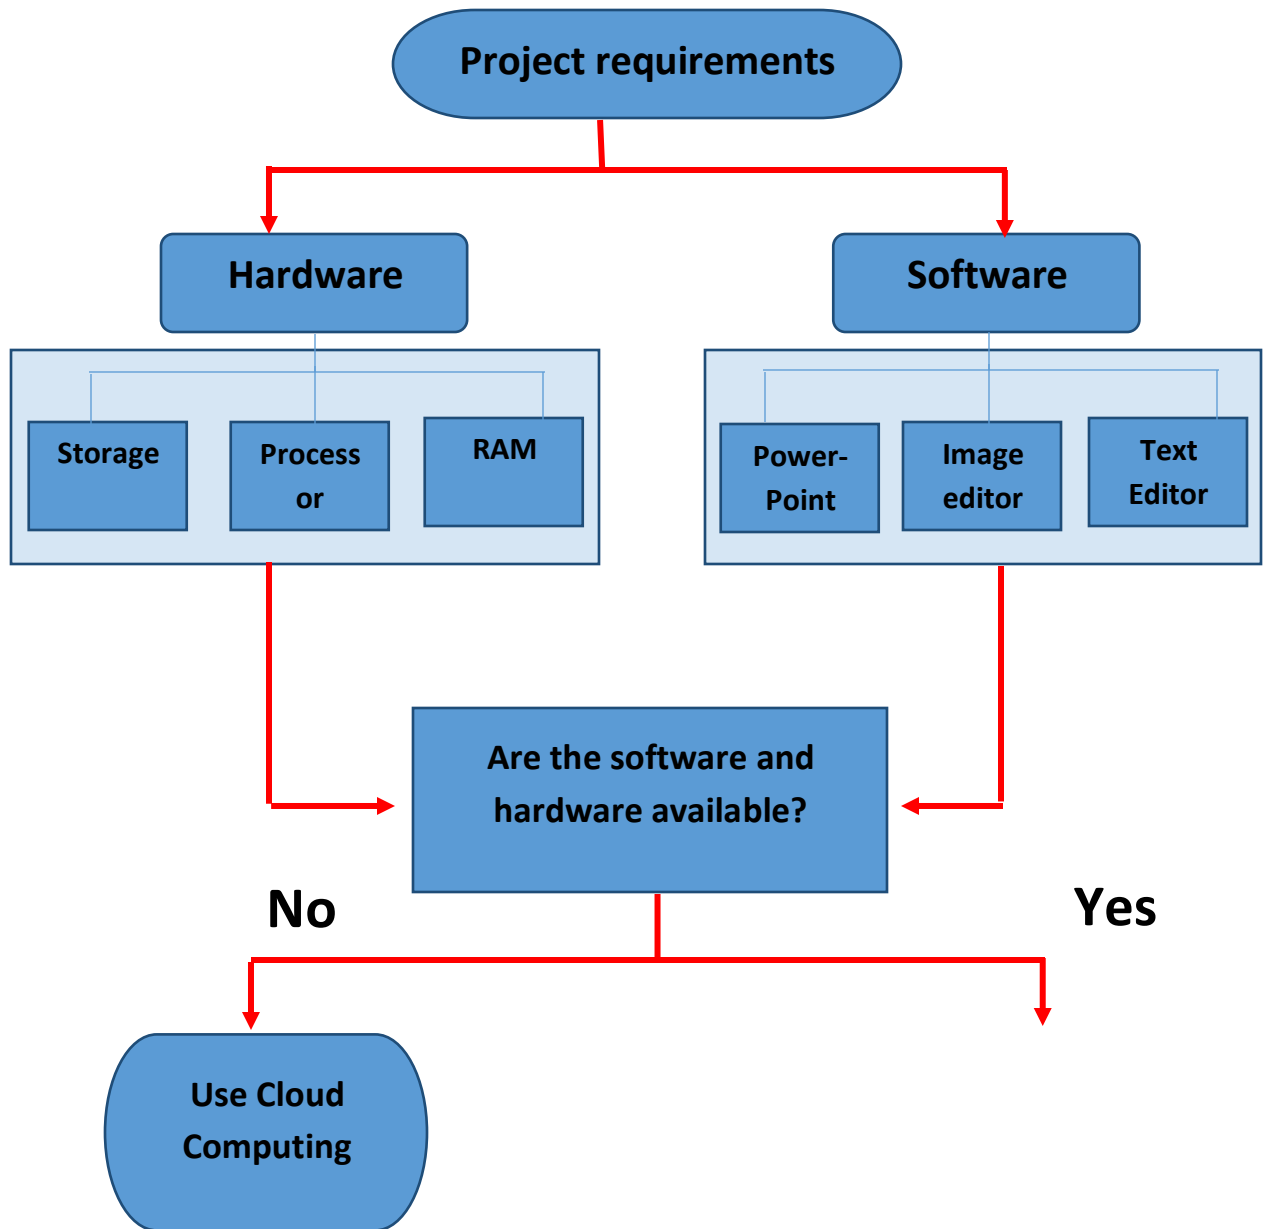 Project requirements
Hardware
Software
Storage
Process
or
RAM
Power-
Point
Image
editor
Text
Editor
Are the software and
hardware available?
No
Yes
Use Cloud
Computing